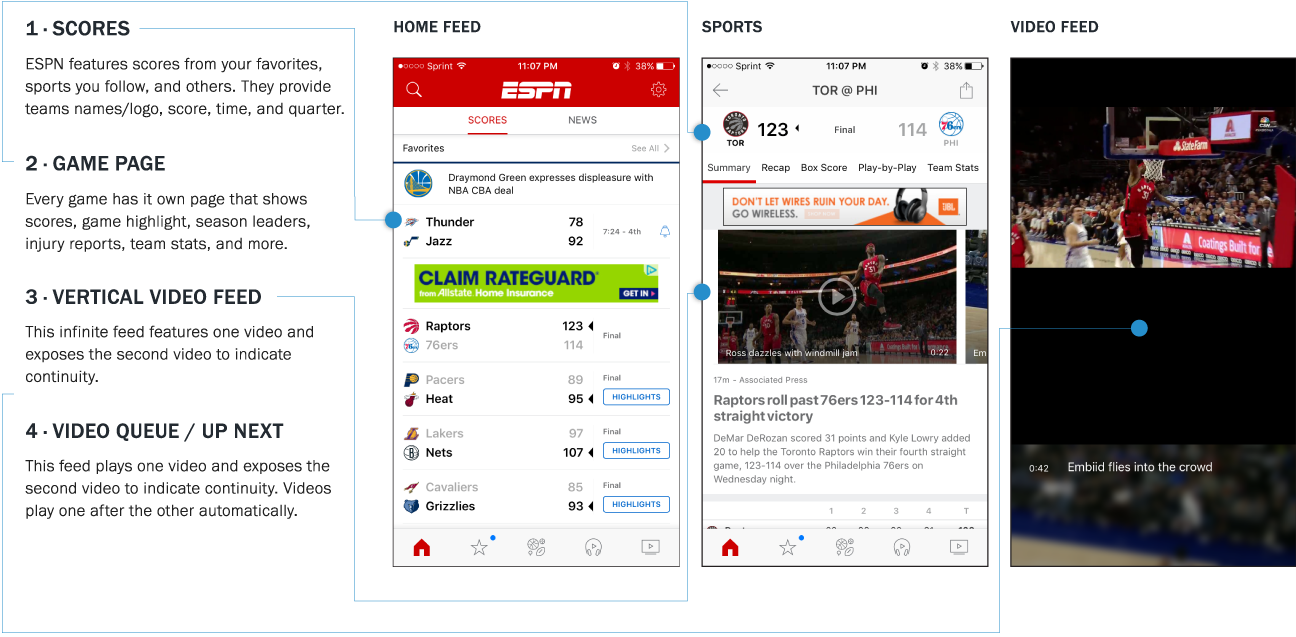 1 · SCORES
ESPN features scores from your favorites,
sports you follow, and others. They provide
teams names/logo, score, time, and quarter.
2 · GAME PAGE
Every game has it own page that shows
scores, game highlight, season leaders,
injury reports, team stats, and more.
3 · VERTICAL VIDEO FEED
This infinite feed features one video and
exposes the second video to indicate
continuity.
4 · VIDEO QUEUE / UP NEXT
This feed plays one video and exposes the
second video to indicate continuity. Videos
play one after the other automatically.
HOME FEED
Sprint 11:07 PM 38%
ESPN
SCORES NEWS
Favorites See All
Draymond Green expresses displeasure with
NBA CBA deal
Thunder 78
7:24 - 4th
Jazz 92
CLAIM RATEGUARD
from Allstate Home Insurance GET IN
Raptors 123
Final
76ers 114
Pacers 89 Final
Heat 95 HIGHLIGHTS
Lakers 97 Final
Nets 107 HIGHLIGHTS
Cavaliers 85 Final
Grizzlies 95 HIGHLIGHTS
SPORTS
Sprint 11:07 PM 38%
TOR @ PHI
123 Final 114
76ers
TOR PHI
Summary Recap Box Score Play-by-Play Team Stats
DON'T LET WIRES RUIN YOUR DAY.
GO WIRELESS.
JBL
Ross dazzles with windmill jam 0:22 Em
17m - Associated Press
Raptors roll past 76ers 123-114 for 4th
straight victory
DeMar DeRozan scored 31 points and Kyle Lowry added
20 to help the Toronto Raptors win their fourth straight
game, 123-114 over the Philadelphia 76ers on
Wednesday night.
1 2 3 4 T
VIDEO FEED
CSN
StateFarm
Coatings Built for
0:42 Embiid flies into the crowd